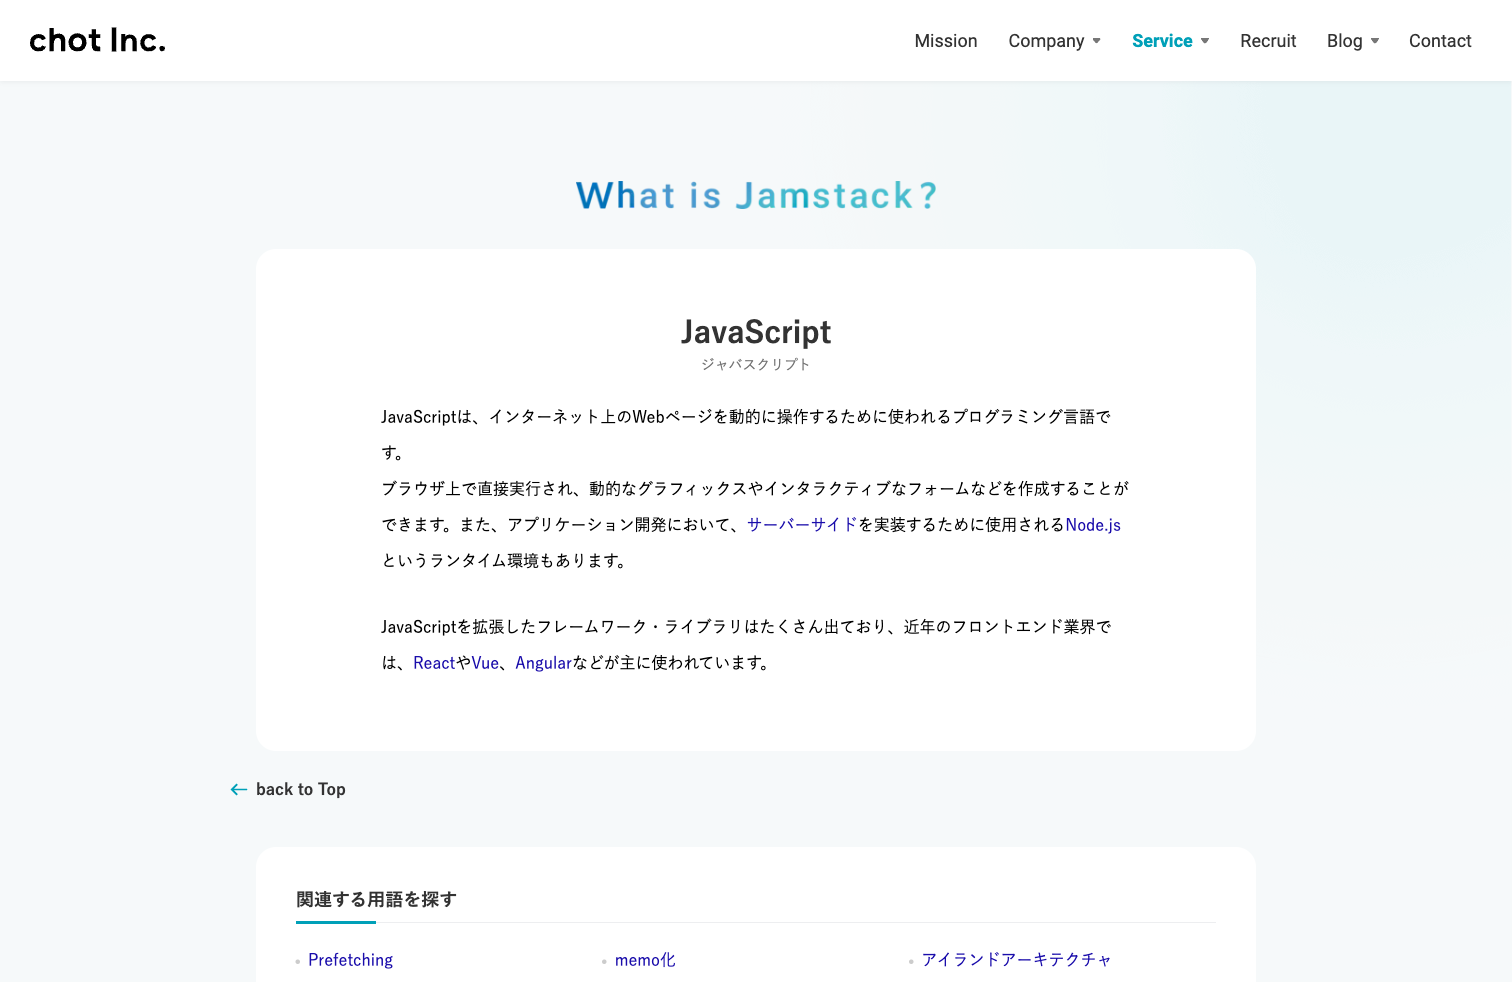 chot Inc.
Mission
Company
Service
Recruit
Blog
Contact
What is Jamstack?
JavaScript
ジャバスクリプト
JavaScriptは、インターネット上のWebページを動的に操作するために使われるプログラミング言語で
す。
ブラウザ上で直接実行され、動的なグラフィックスやインタラクティブなフォームなどを作成することが
できます。また、アプリケーション開発において、サーバーサイドを実装するために使用されるNode.js
というランタイム環境もあります。
JavaScriptを拡張したフレームワーク・ライブラリはたくさん出ており、近年のフロントエンド業界で
は、ReactやVue、Angularなどが主に使われています。
back to Top
関連する用語を探す
Prefetching
memo化
アイランドアーキテクチャ